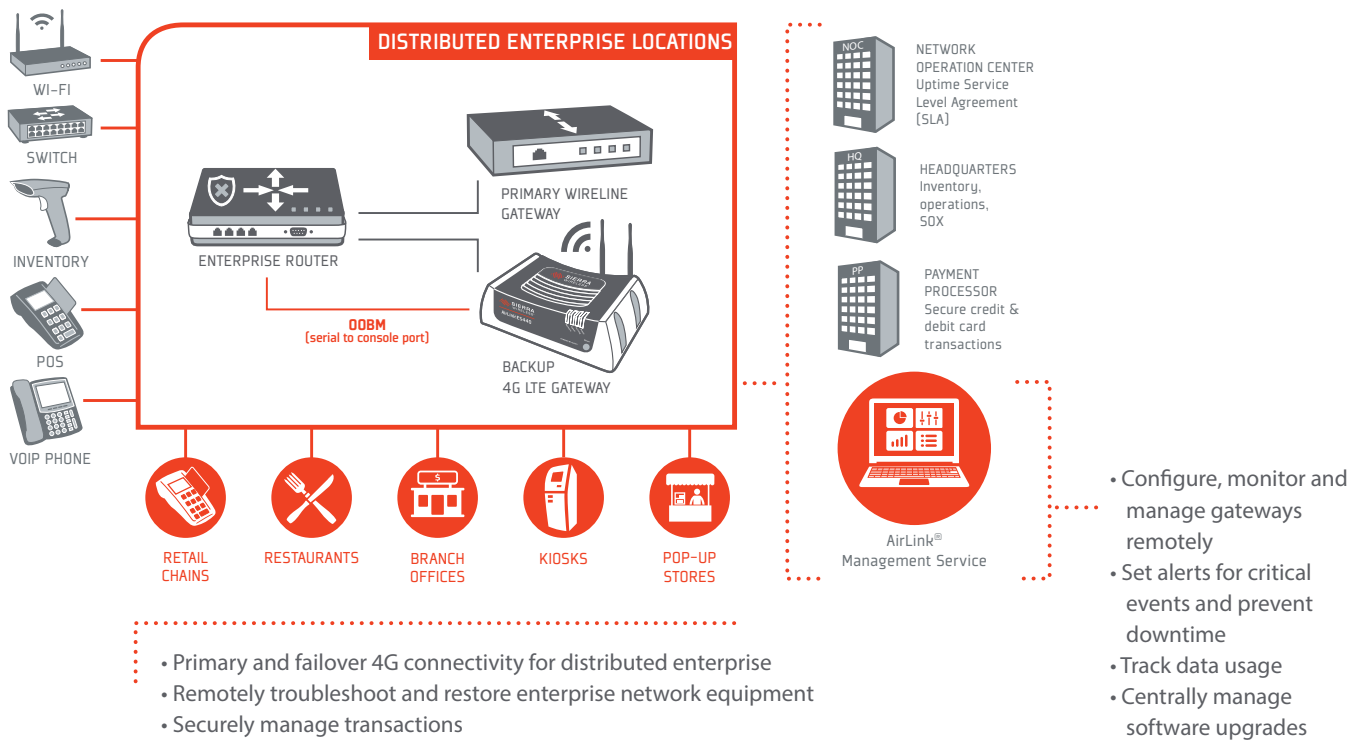 DISTRIBUTED ENTERPRISE LOCATIONS
WI-FI
SWITCH
INVENTORY
POS
VOIP PHONE
ENTERPRISE ROUTER
PRIMARY WIRELINE
GATEWAY
OOBM
(serial to console port)
SIERRA
WIRELESS
SIERRA
WIRELESS
BACKUP
4G LTE GATEWAY
NOC
NETWORK
OPERATION CENTER
Uptime Service
Level Agreement
(SLA)
HQ
HEADQUARTERS
Inventory,
operations,
SOX
PP
PAYMENT
PROCESSOR
Secure credit &
debit card
transactions
AirLink®
Management Service
$
RETAIL
CHAINS
RESTAURANTS
BRANCH
OFFICES
KIOSKS
POP-UP
STORES
• Configure, monitor and
manage gateways
remotely
• Set alerts for critical
events and prevent
downtime
• Track data usage
• Centrally manage
software upgrades
• Primary and failover 4G connectivity for distributed enterprise
• Remotely troubleshoot and restore enterprise network equipment
• Securely manage transactions